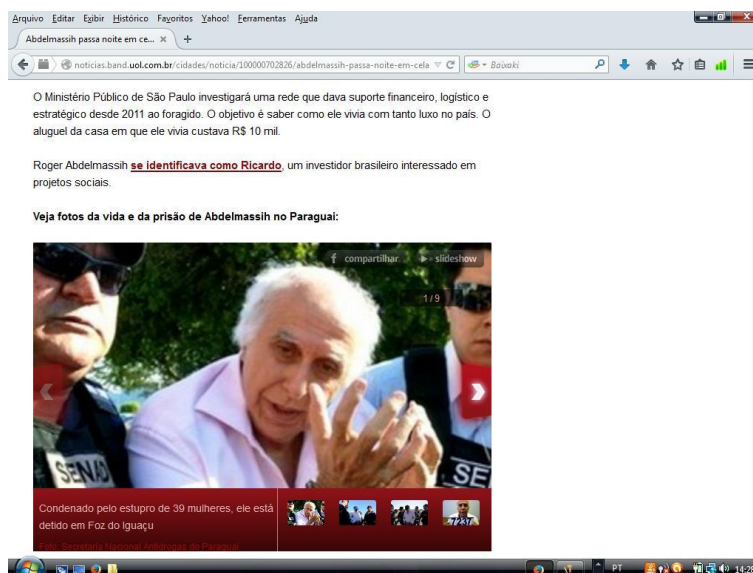 Arquivo Editar Exibir Histórico Favoritos Yahoo! Ferramentas Ajuda
Abdelmassih passa noite em ce...
noticias.band.uol.com.br/cidades/noticia/100000702826/abdelmassih-passa-noite-em-cela
Baixaki
O Ministério Público de São Paulo investigará uma rede que dava suporte financeiro, logístico e
estratégico desde 2011 ao foragido. O objetivo é saber como ele vivia com tanto luxo no país. O
aluguel da casa em que ele vivia custava R$ 10 mil.
Roger Abdelmassih se identificava como Ricardo, um investidor brasileiro interessado em
projetos sociais.
Veja fotos da vida e da prisão de Abdelmassih no Paraguai:
compartilhar slideshow
1/9
SENAD
SE
Condenado pelo estupro de 39 mulheres, ele está
detido em Foz do Iguaçu
Foto: Secretaria Nacional Antidrogas do Paraguai
7237
PT
14:26